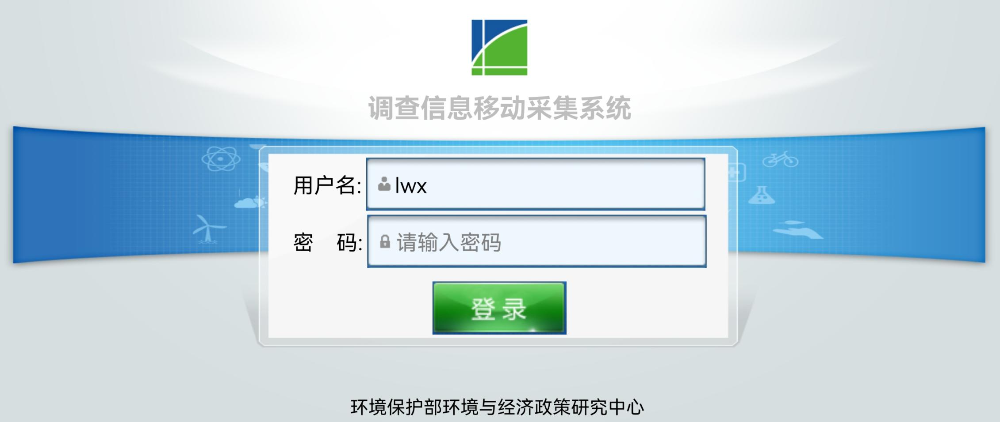 调查信息移动采集系统
用户名: lwx
密 码: 请输入密码
登录
环境保护部环境与经济政策研究中心